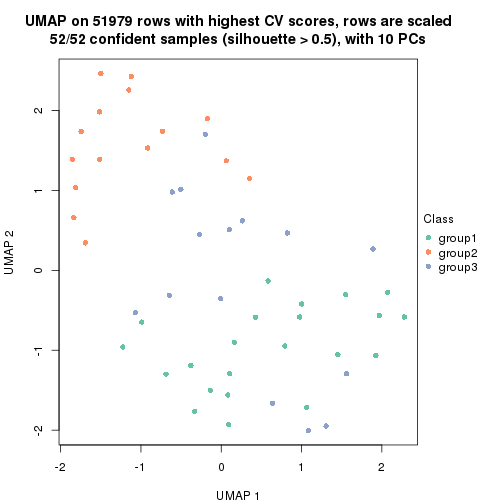 UMAP on 51979 rows with highest CV scores, rows are scaled
52/52 confident samples (silhouette > 0.5), with 10 PCs
UMAP 2
2
1
0
-1
-2
-2
-1
0
1
2
UMAP 1
Class
group1
group2
group3